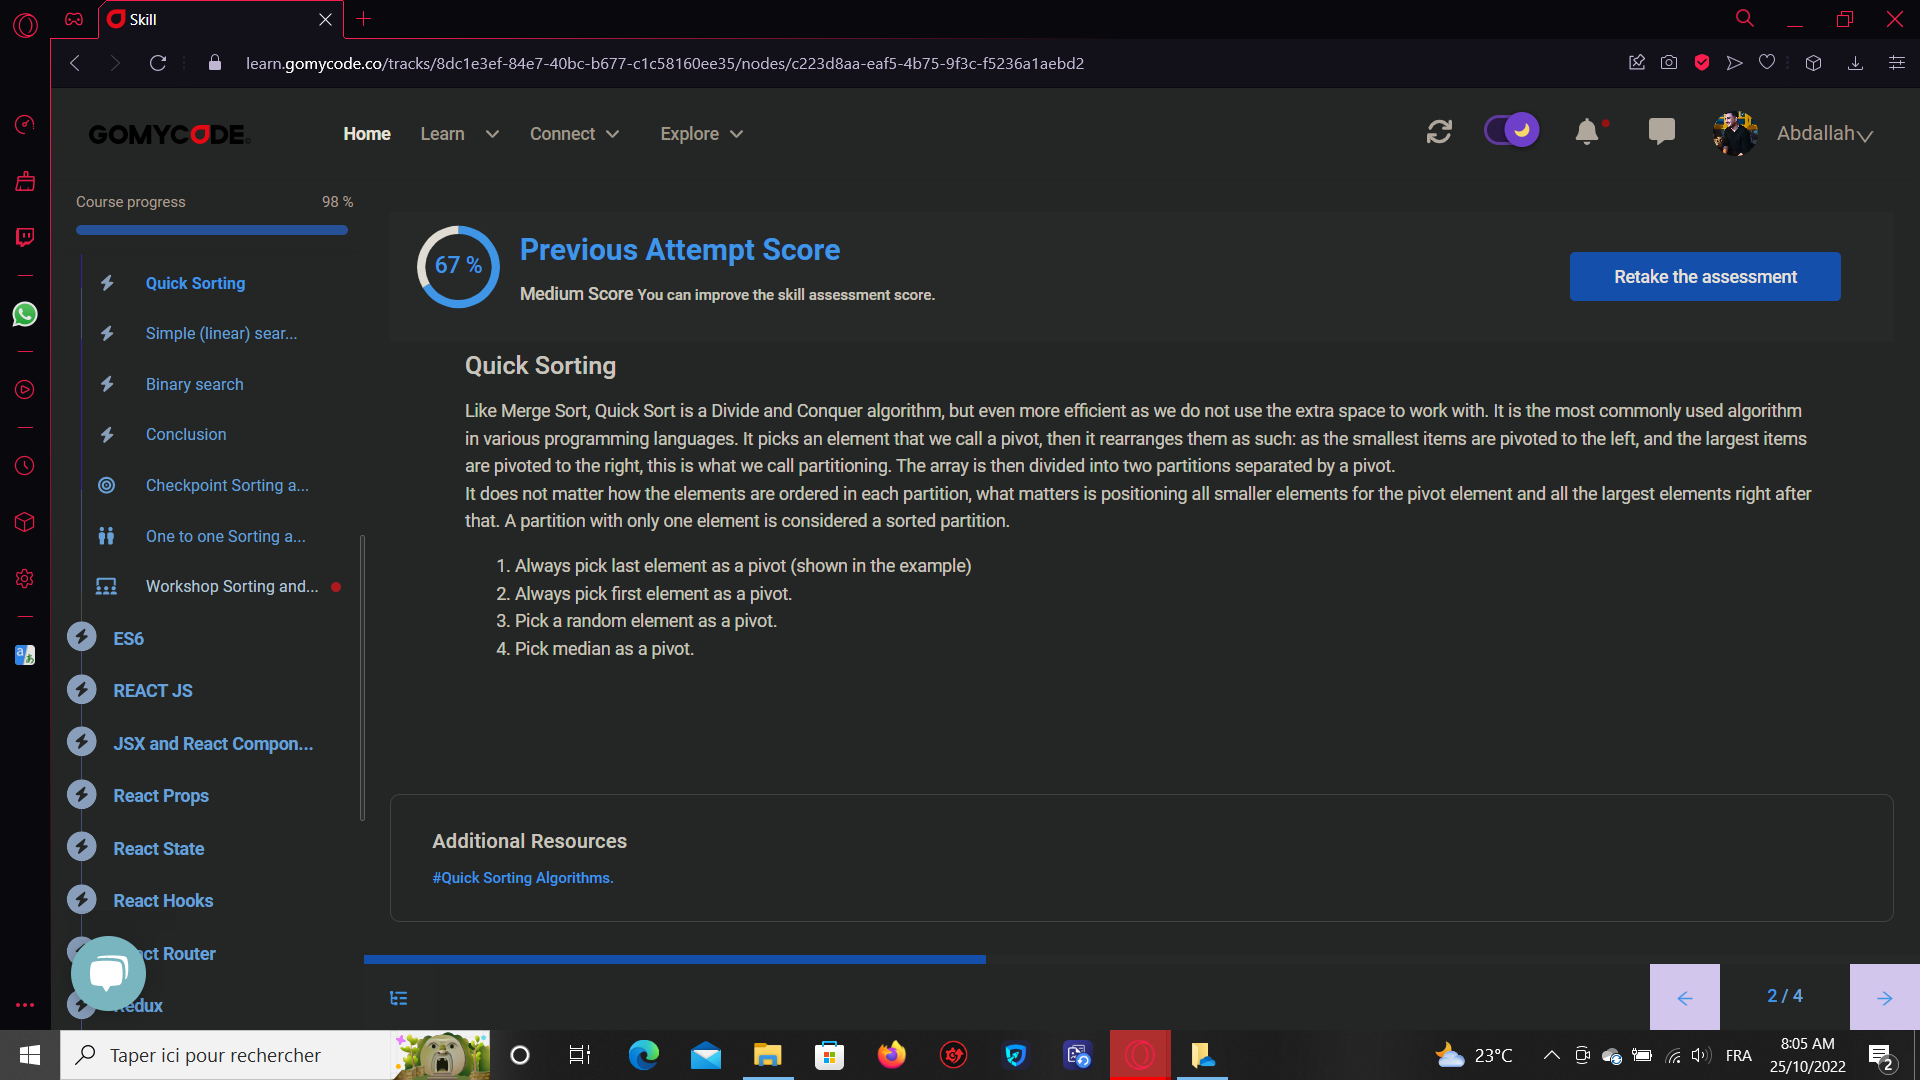 Skill
learn.gomycode.co/tracks/8dc1e3ef-84e7-40bc-b677-c1c58160ee35/nodes/c223d8aa-eaf5-4b75-9f3c-f5236a1aebd2
GOMYCODE
Home
Learn
Connect
Explore
Abdallah
Course progress
98 %
Quick Sorting
Simple (linear) sear...
Binary search
Conclusion
Checkpoint Sorting a...
One to one Sorting a...
Workshop Sorting and...
ES6
REACT JS
JSX and React Compon...
React Props
React State
React Hooks
ct Router
edux
67 %
Previous Attempt Score
Medium Score You can improve the skill assessment score.
Retake the assessment
Quick Sorting
Like Merge Sort, Quick Sort is a Divide and Conquer algorithm, but even more efficient as we do not use the extra space to work with. It is the most commonly used algorithm
in various programming languages. It picks an element that we call a pivot, then it rearranges them as such: as the smallest items are pivoted to the left, and the largest items
are pivoted to the right, this is what we call partitioning. The array is then divided into two partitions separated by a pivot.
It does not matter how the elements are ordered in each partition, what matters is positioning all smaller elements for the pivot element and all the largest elements right after
that. A partition with only one element is considered a sorted partition.
1. Always pick last element as a pivot (shown in the example)
2. Always pick first element as a pivot.
3. Pick a random element as a pivot.
4. Pick median as a pivot.
Additional Resources
#Quick Sorting Algorithms.
2 / 4
Taper ici pour rechercher
23°C
FRA
8:05 AM
25/10/2022
2